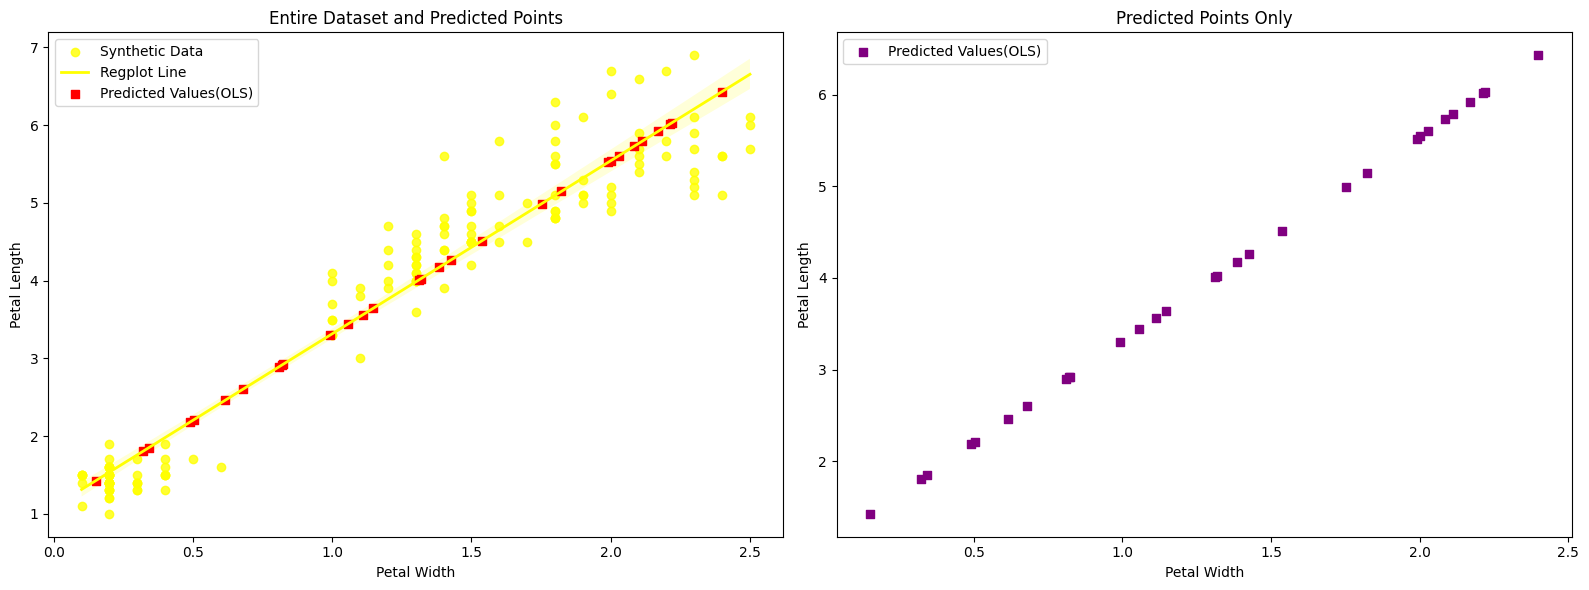 Entire Dataset and Predicted Points
Synthetic Data
Regplot Line
Predicted Values(OLS)
7
6
5
4
3
2
1
Petal Length
0.0 0.5 1.0 1.5 2.0 2.5
Petal Width
Predicted Points Only
Predicted Values(OLS)
6
5
4
3
2
Petal Length
0.5 1.0 1.5 2.0 2.5
Petal Width